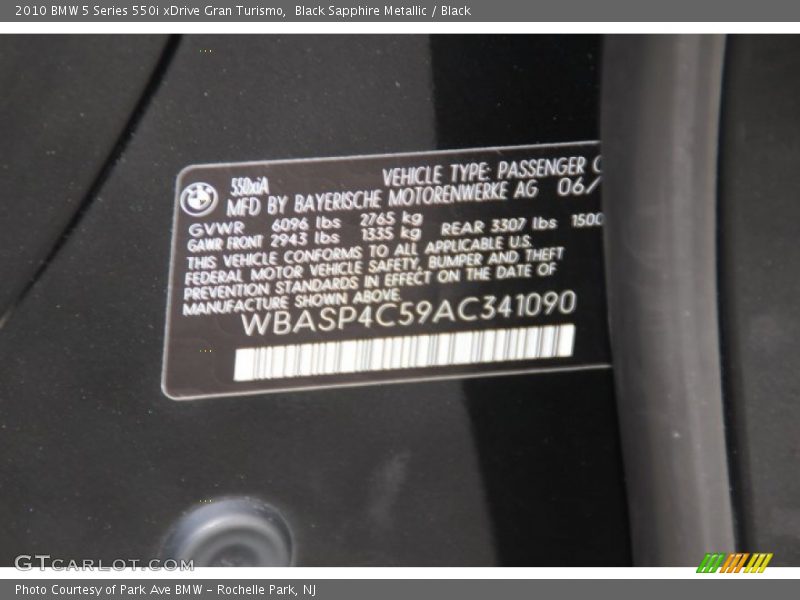 2010 BMW 5 Series 550i xDrive Gran Turismo, Black Sapphire Metallic / Black
550xiA
VEHICLE TYPE: PASSENGER
MFD BY BAYERISCHE MOTORENWERKE AG 06/
GVWR 6096 lbs 2765 kg
GAWR FRONT 2943 lbs 1335 kg REAR 3307 lbs 1500
THIS VEHICLE CONFORMS TO ALL APPLICABLE U.S.
FEDERAL MOTOR VEHICLE SAFETY, BUMPER AND THEFT
PREVENTION STANDARDS IN EFFECT ON THE DATE OF
MANUFACTURE SHOWN ABOVE.
WBASP4C59AC341090
GTCARLOT.COM
Photo Courtesy of Park Ave BMW – Rochelle Park, NJ